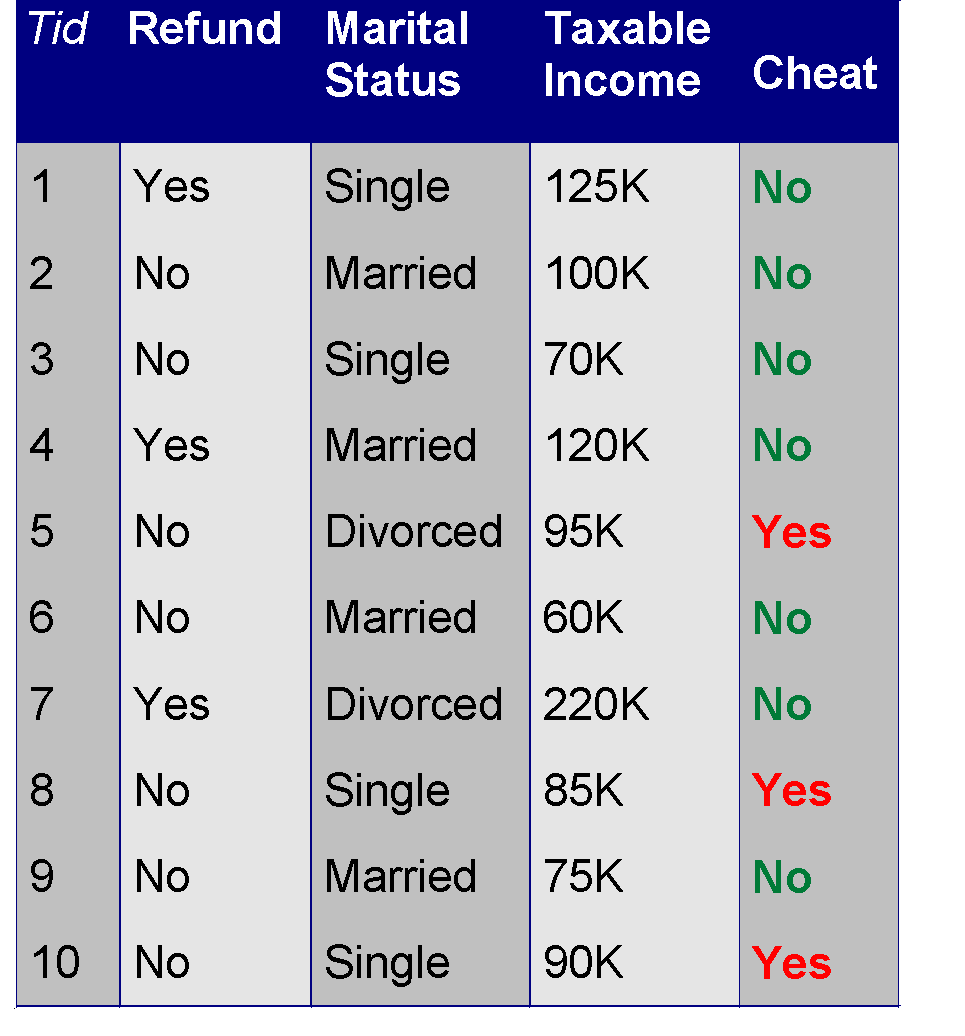 Tid Refund Marital Status Taxable Income Cheat
1 Yes Single 125K No
2 No Married 100K No
3 No Single 70K No
4 Yes Married 120K No
5 No Divorced 95K Yes
6 No Married 60K No
7 Yes Divorced 220K No
8 No Single 85K Yes
9 No Married 75K No
10 No Single 90K Yes